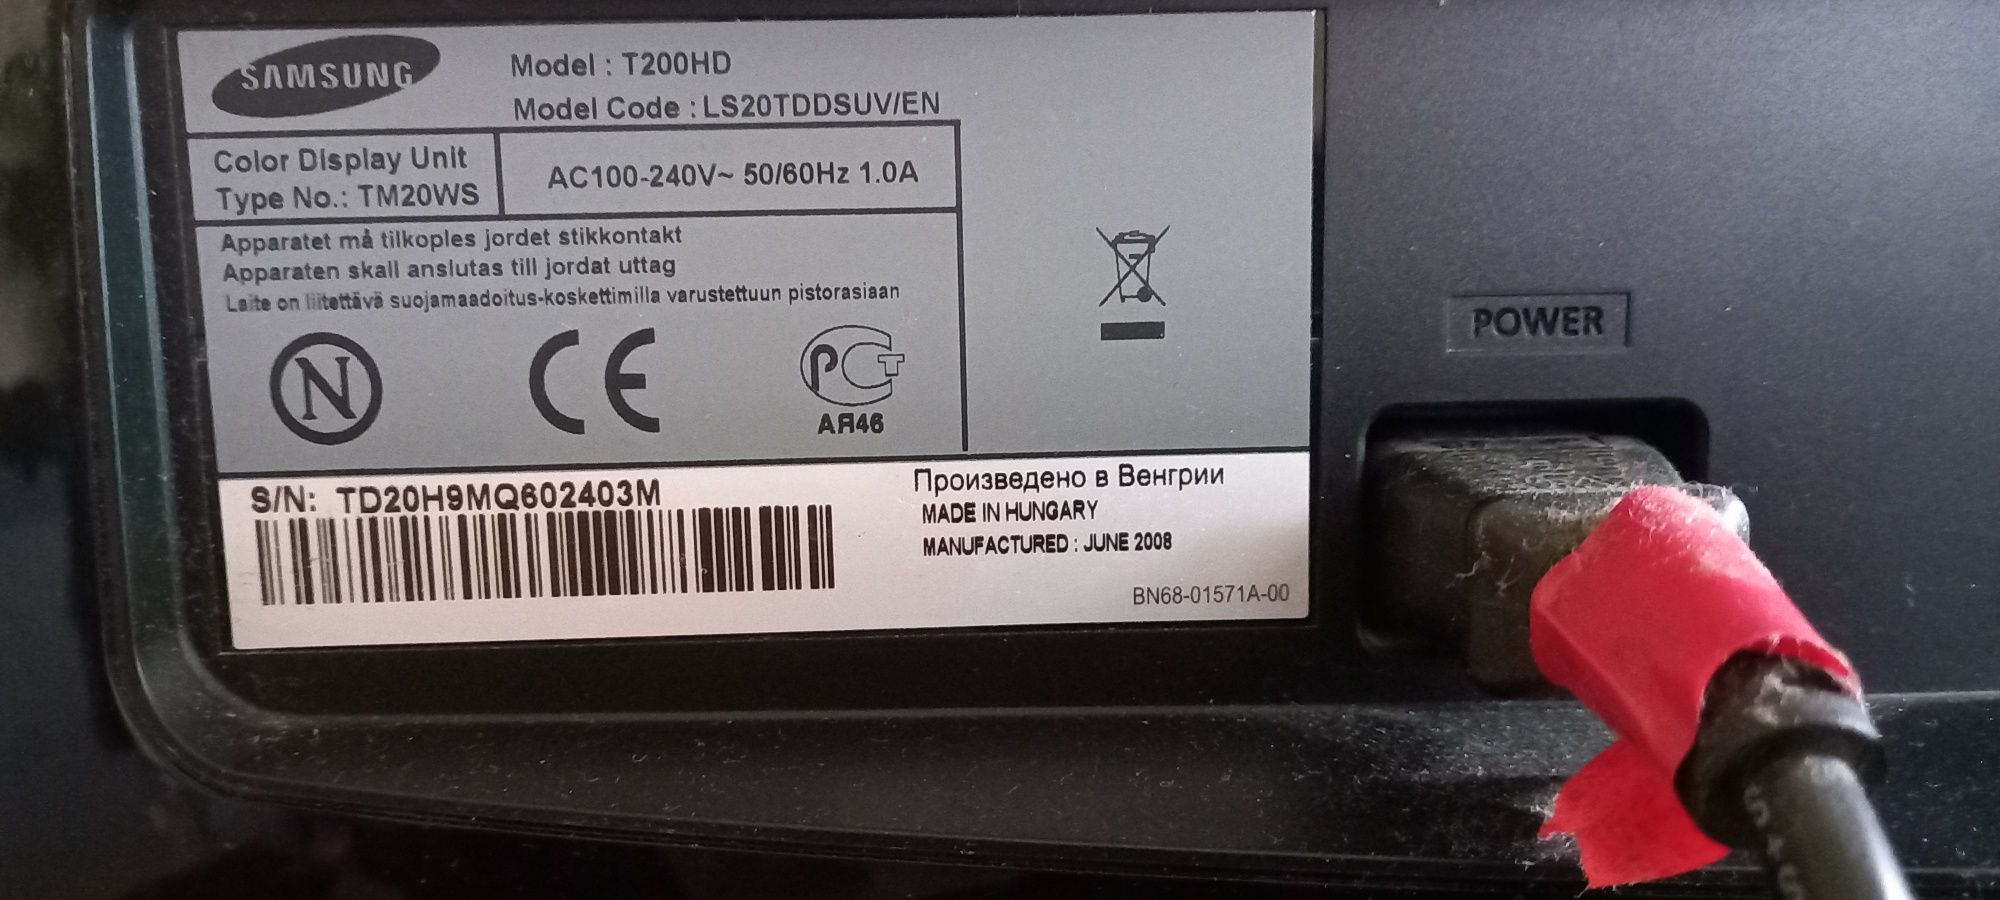 SAMSUNG
Model : T200HD
Model Code : LS20TDDSUV/EN
Color Display Unit
Type No.: TM20WS
AC100-240V~ 50/60Hz 1.0A
Apparatet må tilkoples jordet stikkontakt
Apparaten skall anslutas till jordat uttag
Laite on liitettävä suojamaadoitus-koskettimilla varustettuun pistorasiaan
N
CE
РСТ
АЯ46
S/N: TD20H9MQ602403M
Произведено в Венгрии
MADE IN HUNGARY
MANUFACTURED : JUNE 2008
BN68-01571A-00
POWER